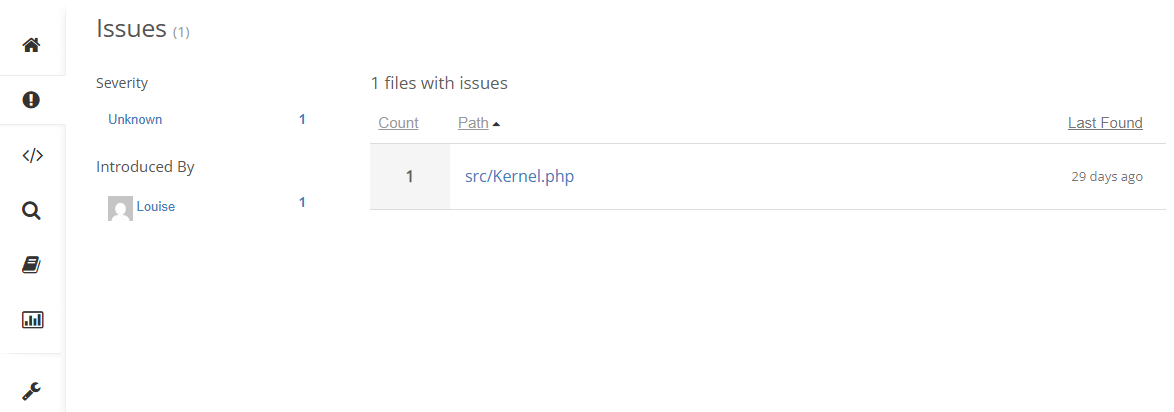 Issues (1)
Severity
Unknown 1
Introduced By
Louise 1
1 files with issues
Count Path Last Found
1 src/Kernel.php 29 days ago